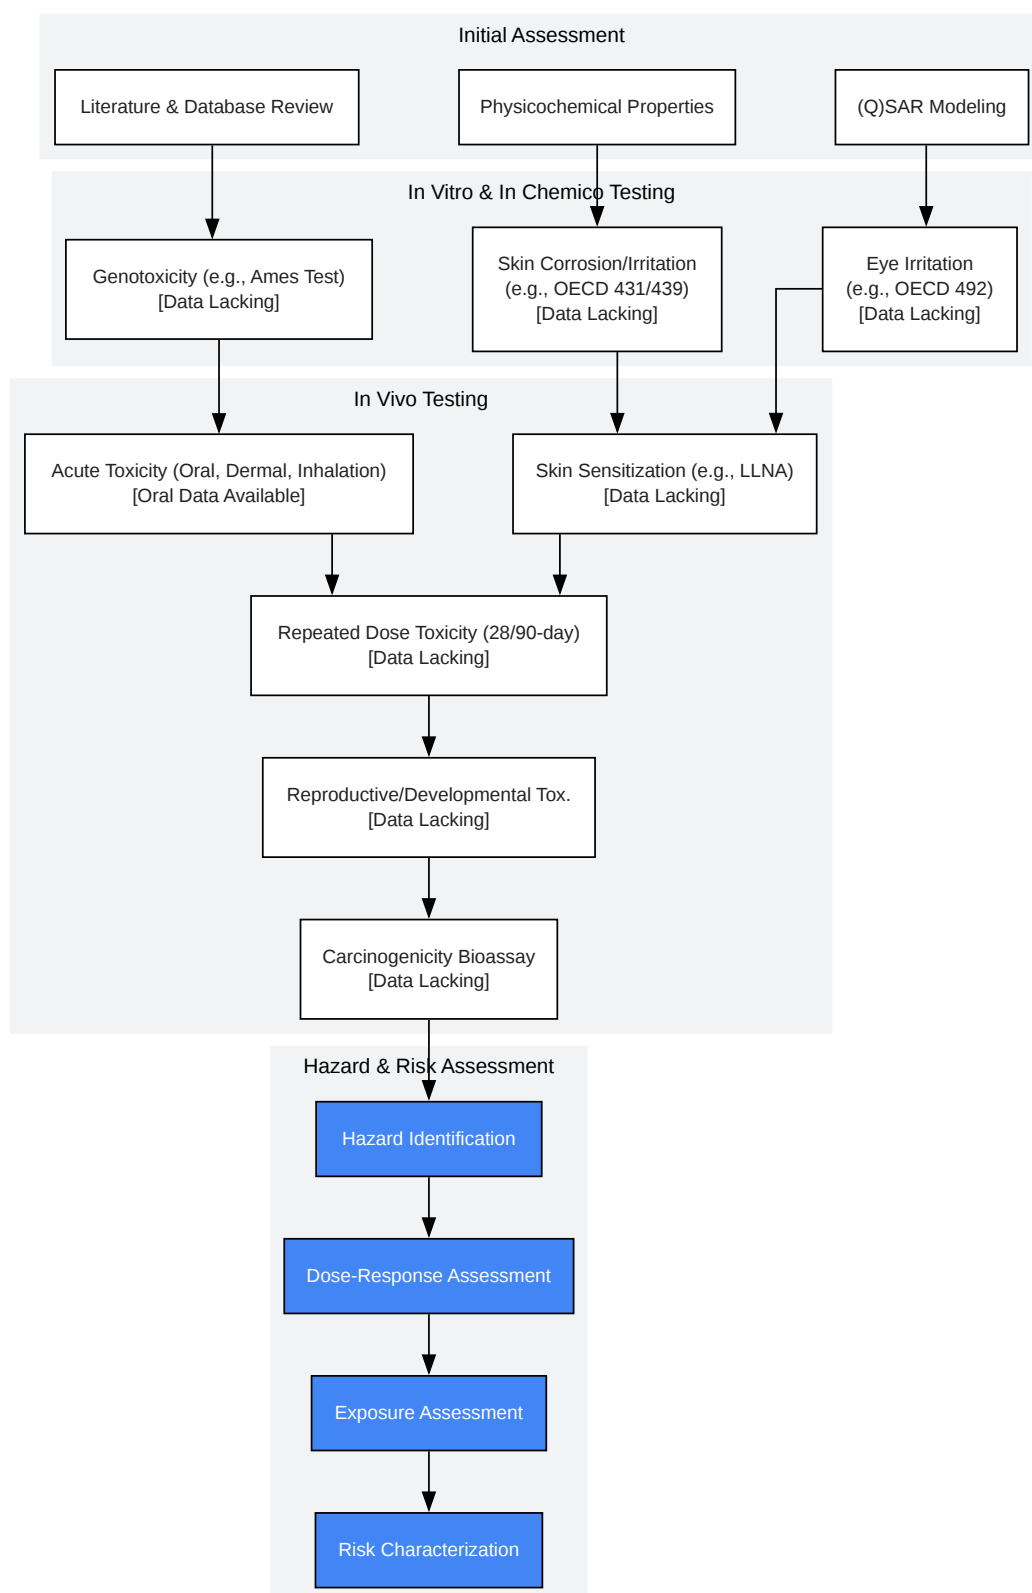 Initial Assessment
Literature & Database Review
Physicochemical Properties
(Q)SAR Modeling
In Vitro & In Chemico Testing
Genotoxicity (e.g., Ames Test)
[Data Lacking]
Skin Corrosion/Irritation
(e.g., OECD 431/439)
[Data Lacking]
Eye Irritation
(e.g., OECD 492)
[Data Lacking]
In Vivo Testing
Acute Toxicity (Oral, Dermal, Inhalation)
[Oral Data Available]
Skin Sensitization (e.g., LLNA)
[Data Lacking]
Repeated Dose Toxicity (28/90-day)
[Data Lacking]
Reproductive/Developmental Tox.
[Data Lacking]
Carcinogenicity Bioassay
[Data Lacking]
Hazard & Risk Assessment
Hazard Identification
Dose-Response Assessment
Exposure Assessment
Risk Characterization